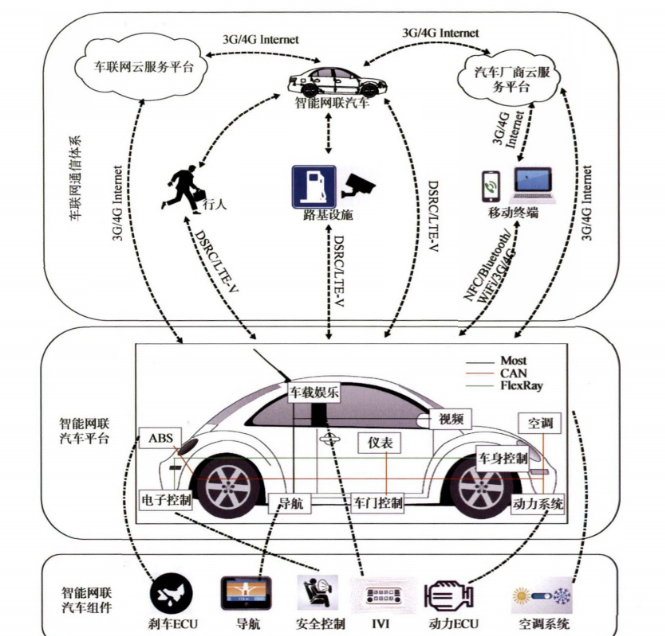 3G/4G Internet
3G/4G Internet
车联网云服务平台
汽车厂商云服
务平台
智能网联汽车
3G/4G
Internet
车联网通信体系
3G/4G Internet
行人
路基设施
移动终端
3G/4G Internet
DSRC/LTE-V
DSRC/LTE-V
DSRC/LTE-V
NFC/Bluetooth/
WiFi/3G/4G
智能网联
汽车平台
Most
CAN
FlexRay
车载娱乐
视频
空调
ABS
仪表
车身控制
电子控制
导航
车门控制
动力系统
智能网联
汽车组件
刹车ECU
导航
安全控制
IVI
动力ECU
空调系统